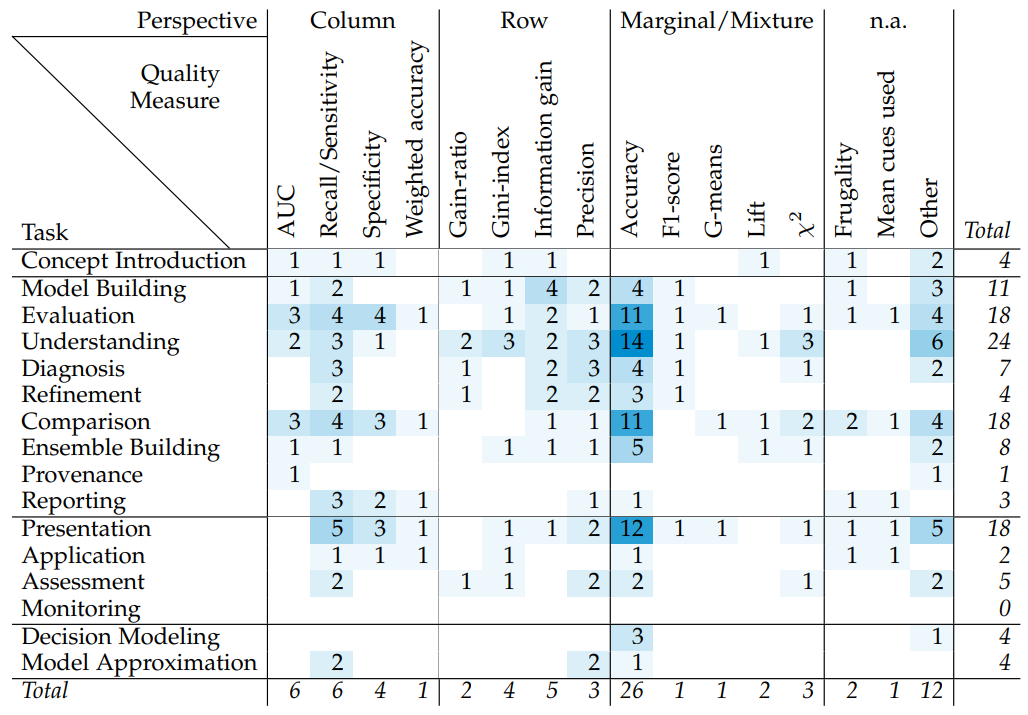 Perspective Column Row Marginal/Mixture n.a.
Quality
Measure
Task AUC Recall/Sensitivity Specificity Weighted accuracy Gain-ratio Gini-index Information gain Precision Accuracy F1-score G-means Lift χ² Frugality Mean cues used Other Total
Concept Introduction 1 1 1 1 1 1 1 2 4
Model Building 1 2 1 1 4 2 4 1 1 3 11
Evaluation 3 4 4 1 1 2 1 11 1 1 1 1 1 4 18
Understanding 2 3 1 2 3 2 3 14 1 1 3 6 24
Diagnosis 3 1 2 3 4 1 1 2 7
Refinement 2 1 2 2 3 1 4
Comparison 3 4 3 1 1 1 11 1 1 2 2 1 4 18
Ensemble Building 1 1 1 1 1 5 1 1 2 8
Provenance 1 1 1
Reporting 3 2 1 1 1 1 1 3
Presentation 5 3 1 1 1 2 12 1 1 1 1 1 5 18
Application 1 1 1 1 1 1 1 2
Assessment 2 1 1 2 2 1 2 5
Monitoring 0
Decision Modeling 3 1 4
Model Approximation 2 2 1 4
Total 6 6 4 1 2 4 5 3 26 1 1 2 3 2 1 12